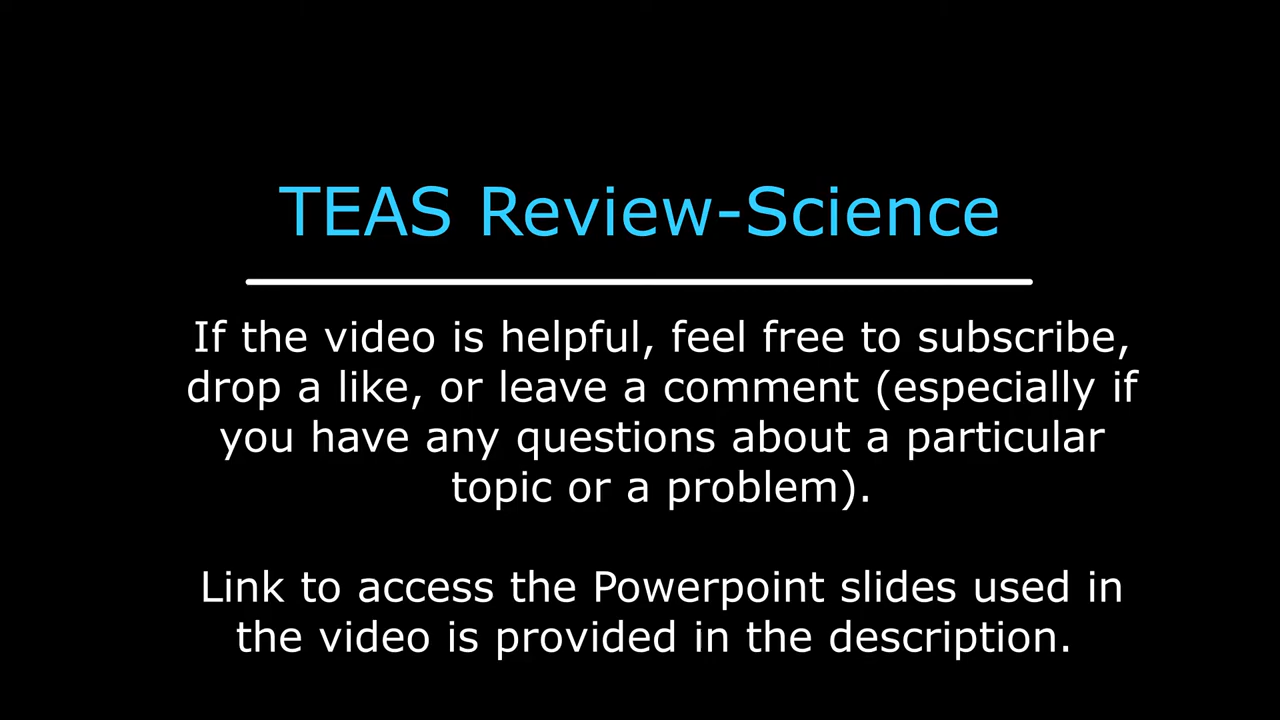 TEAS Review-Science
If the video is helpful, feel free to subscribe,
drop a like, or leave a comment (especially if
you have any questions about a particular
topic or a problem).
Link to access the Powerpoint slides used in
the video is provided in the description.